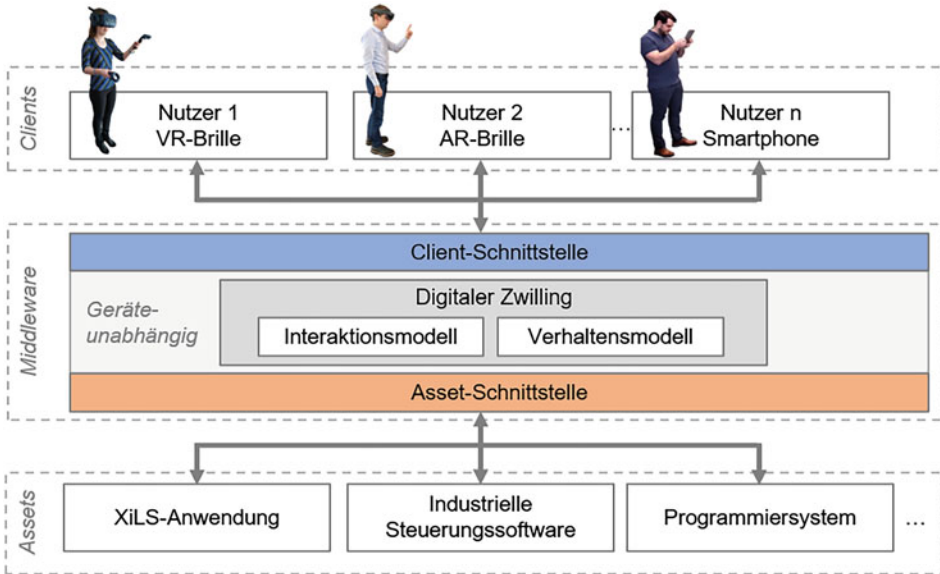 Clients
Nutzer 1
VR-Brille
Nutzer 2
AR-Brille
...
Nutzer n
Smartphone
Middleware
Client-Schnittstelle
Geräte-
unabhängig
Digitaler Zwilling
Interaktionsmodell
Verhaltensmodell
Asset-Schnittstelle
Assets
XiLS-Anwendung
Industrielle
Steuerungssoftware
Programmiersystem
...